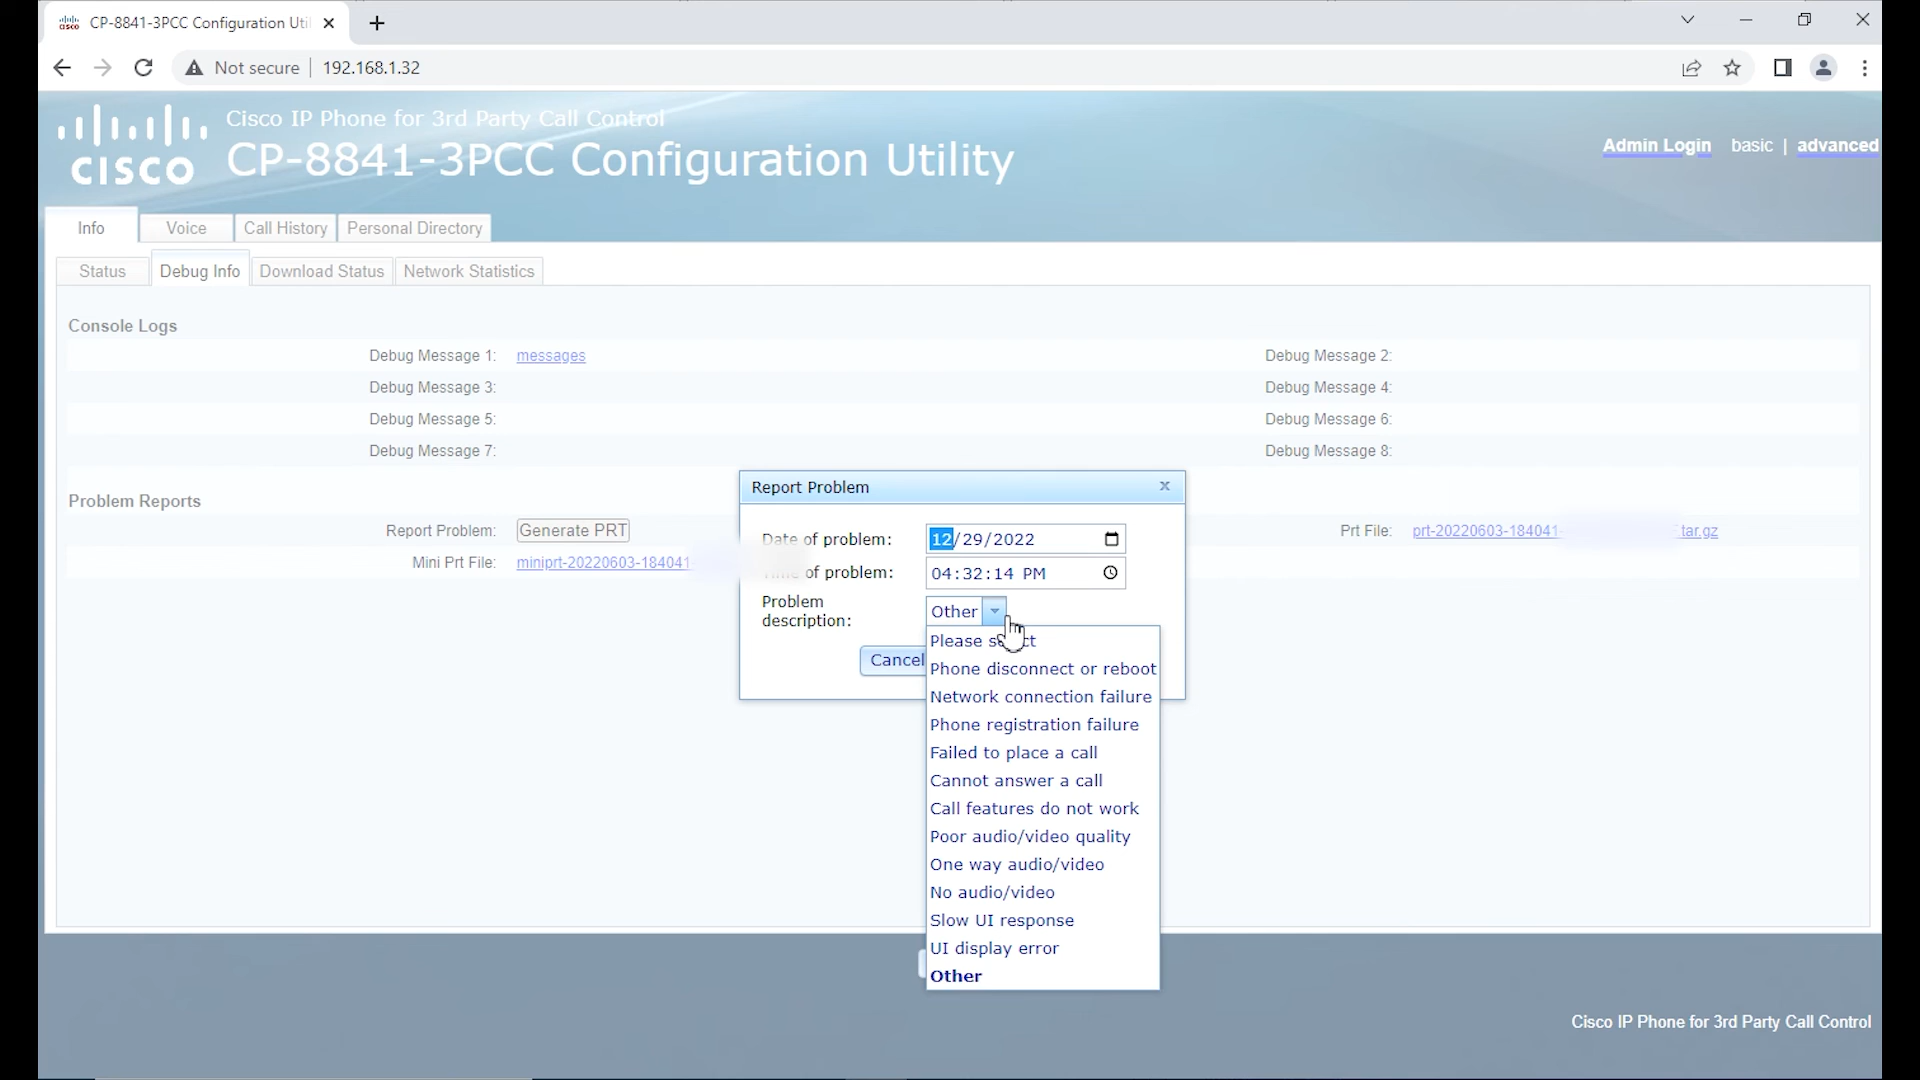 CP-8841-3PCC Configuration Uti
Not secure
192.168.1.32
CISCO
Cisco IP Phone for 3rd Party Call Control
CP-8841-3PCC Configuration Utility
Admin Login basic | advanced
Info
Voice
Call History
Personal Directory
Status
Debug Info
Download Status
Network Statistics
Console Logs
Debug Message 1: messages
Debug Message 2:
Debug Message 3:
Debug Message 4:
Debug Message 5:
Debug Message 6:
Debug Message 7:
Debug Message 8:
Problem Reports
Report Problem: Generate PRT
Prt File: prt-20220603-184041- .tar.gz
Mini Prt File: miniprt-20220603-184041-
Report Problem
Date of problem: 12/29/2022
of problem: 04:32:14 PM
Problem description: Other
Cancel
Please
Phone disconnect or reboot
Network connection failure
Phone registration failure
Failed to place a call
Cannot answer a call
Call features do not work
Poor audio/video quality
One way audio/video
No audio/video
Slow UI response
UI display error
Other
Cisco IP Phone for 3rd Party Call Control